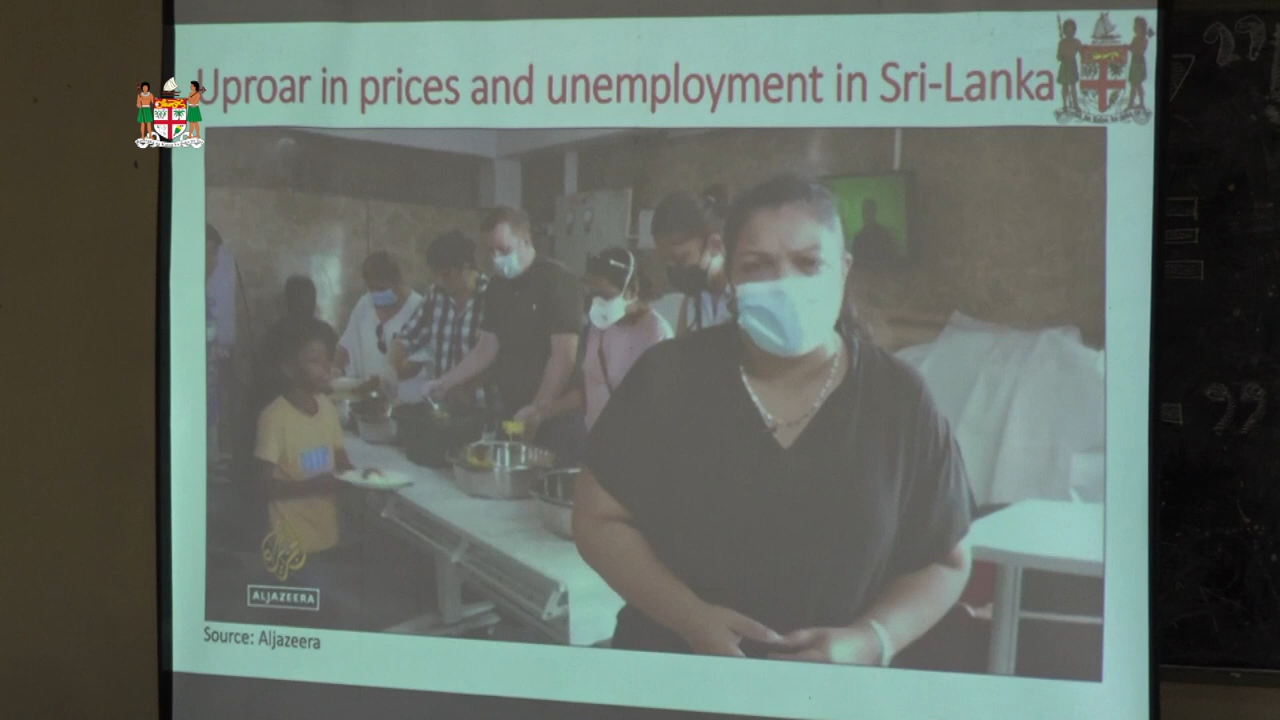 Uproar in prices and unemployment in Sri-Lanka
ALJAZEERA
Source: Aljazeera